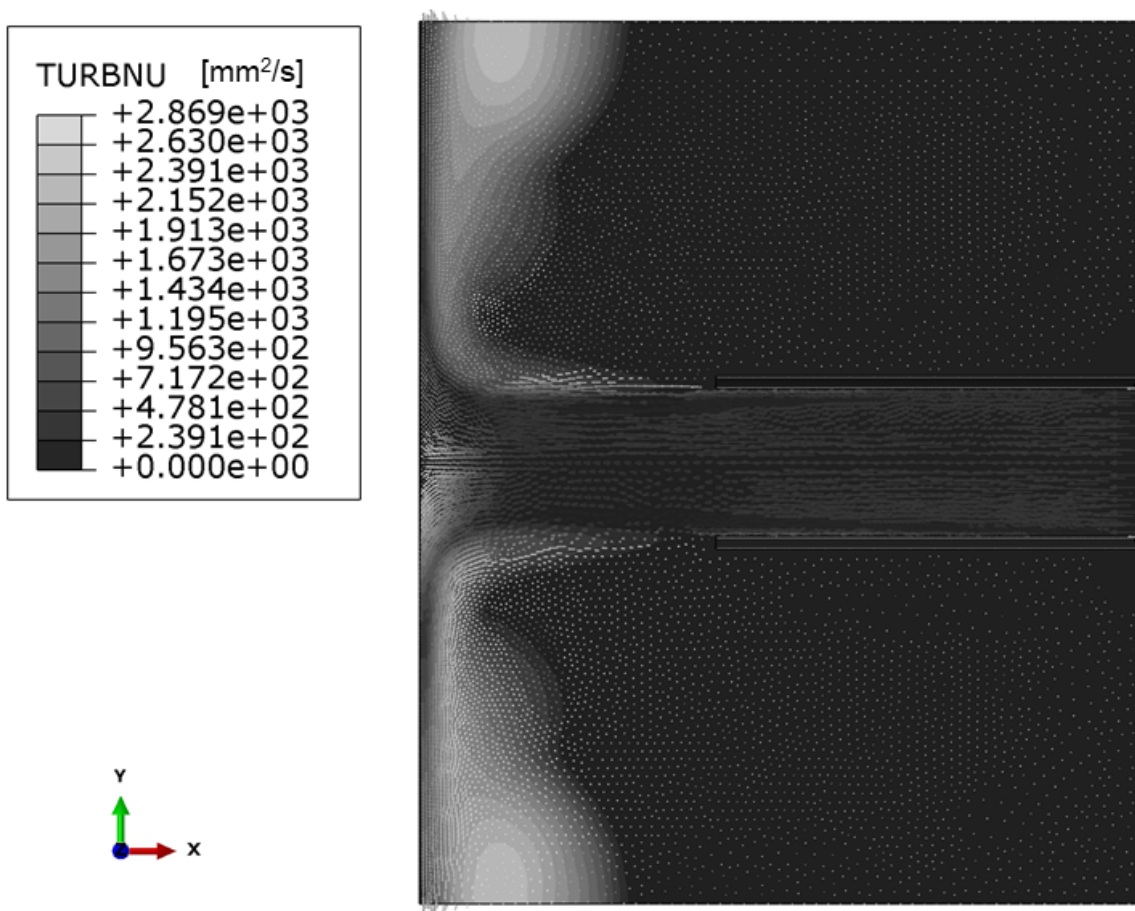 TURBNU [mm²/s]
+2.869e+03
+2.630e+03
+2.391e+03
+2.152e+03
+1.913e+03
+1.673e+03
+1.434e+03
+1.195e+03
+9.563e+02
+7.172e+02
+4.781e+02
+2.391e+02
+0.000e+00
Y
Z X